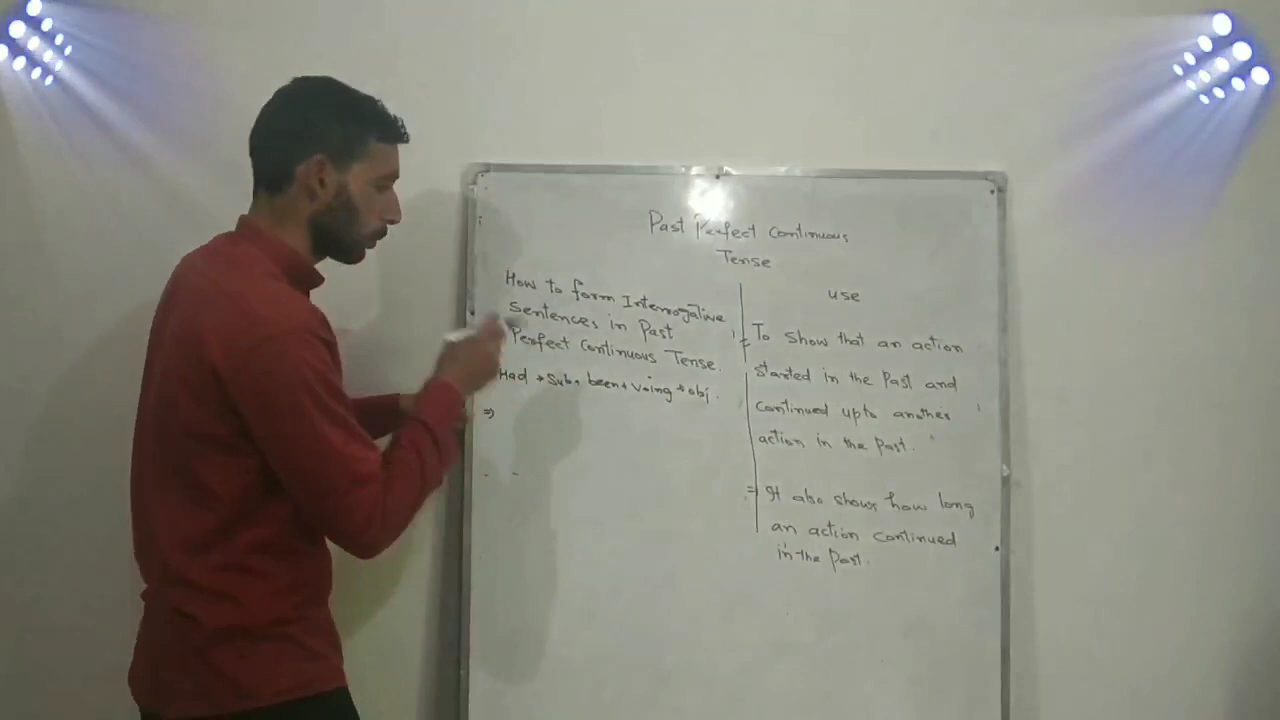 Past Perfect Continuous
Tense
How to form Interrogative
Sentences in Past
Perfect Continuous Tense.
Had + Sub + been + Ving + obj.
⇒
use
⇒ To show that an action
started in the Past and
Continued upto another
action in the Past.
⇒ It also shows how long
an action continued
in the Past.